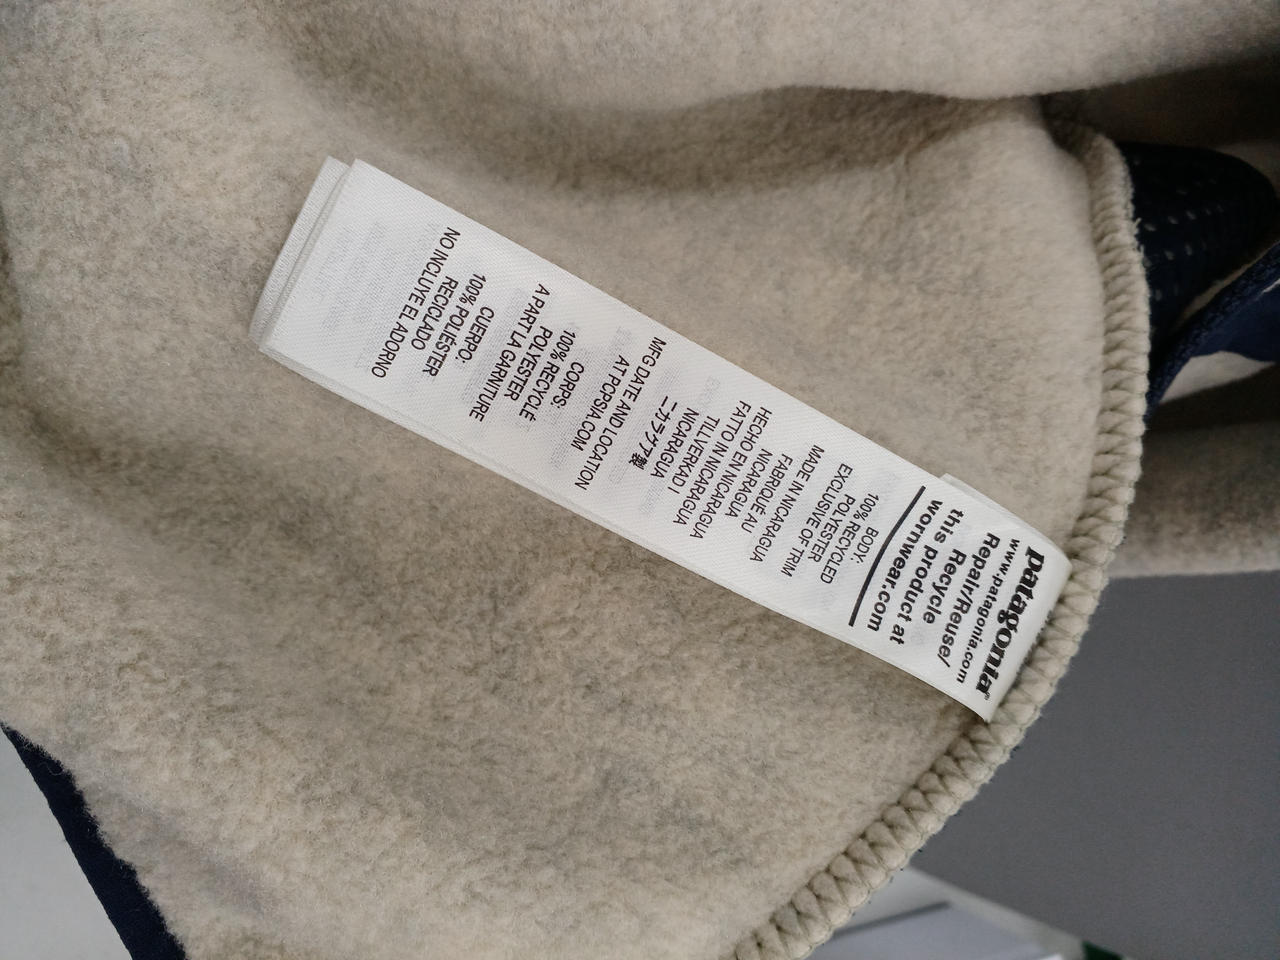 patagonia®
www.patagonia.com
Repair/Reuse/
Recycle
this product at
wornwear.com
BODY:
100% RECYCLED
POLYESTER
EXCLUSIVE OF TRIM
MADE IN NICARAGUA
FABRIQUÉ AU
NICARAGUA
HECHO EN NICARAGUA
FATTO IN NICARAGUA
TILLVERKAD I
NICARAGUA
ニカラグア製
MFG DATE AND LOCATION
AT PCPSIA.COM
CORPS:
100% RECYCLÉ
POLYESTER
A PART LA GARNITURE
CUERPO:
100% POLIESTER
RECICLADO
NO INCLUYE EL ADORNO